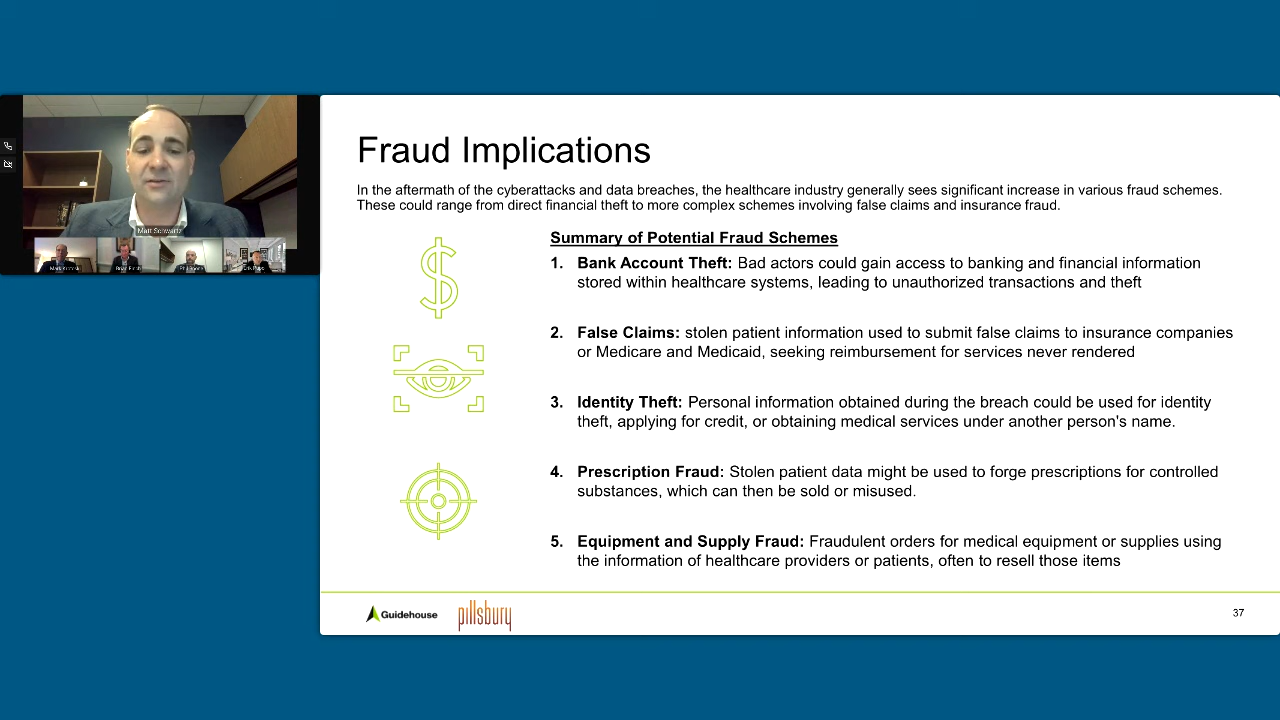 Fraud Implications
In the aftermath of the cyberattacks and data breaches, the healthcare industry generally sees significant increase in various fraud schemes.
These could range from direct financial theft to more complex schemes involving false claims and insurance fraud.
Summary of Potential Fraud Schemes
1. Bank Account Theft: Bad actors could gain access to banking and financial information
stored within healthcare systems, leading to unauthorized transactions and theft
2. False Claims: stolen patient information used to submit false claims to insurance companies
or Medicare and Medicaid, seeking reimbursement for services never rendered
3. Identity Theft: Personal information obtained during the breach could be used for identity
theft, applying for credit, or obtaining medical services under another person's name.
4. Prescription Fraud: Stolen patient data might be used to forge prescriptions for controlled
substances, which can then be sold or misused.
5. Equipment and Supply Fraud: Fraudulent orders for medical equipment or supplies using
the information of healthcare providers or patients, often to resell those items
Guidehouse
pillsbury
37
Matt Schwartz